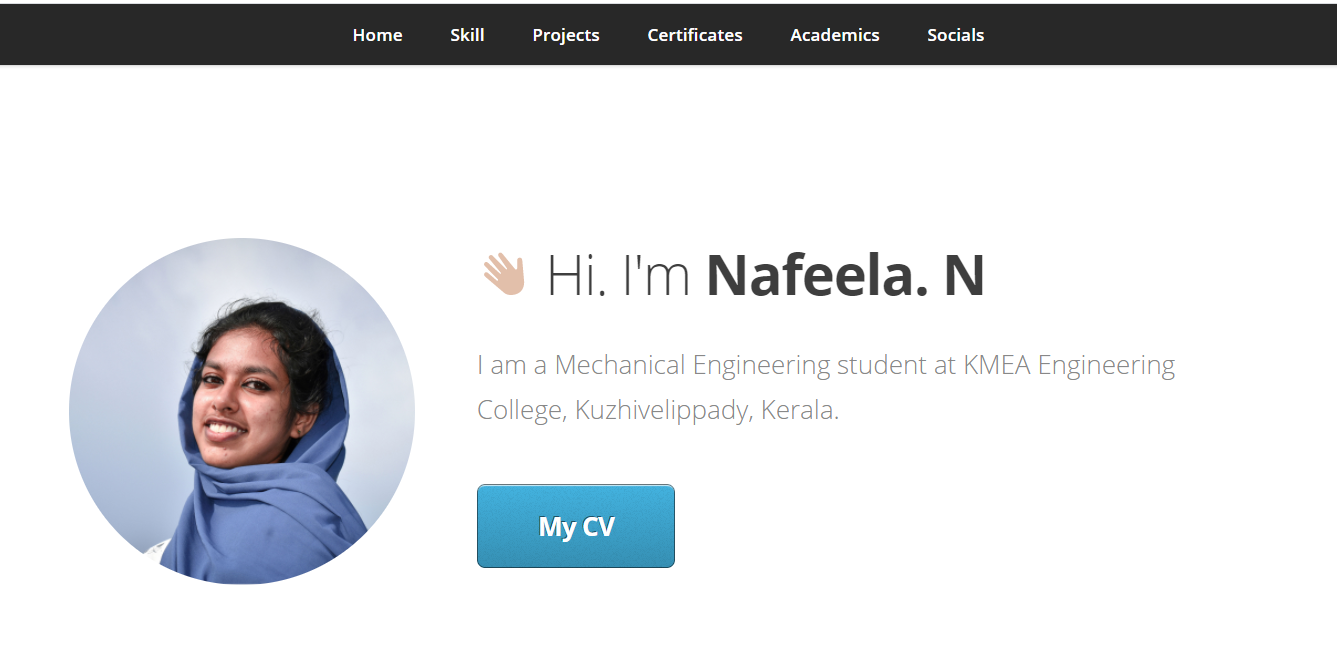 Home Skill Projects Certificates Academics Socials
👋 Hi. I'm Nafeela. N
I am a Mechanical Engineering student at KMEA Engineering
College, Kuzhivelippady, Kerala.
My CV